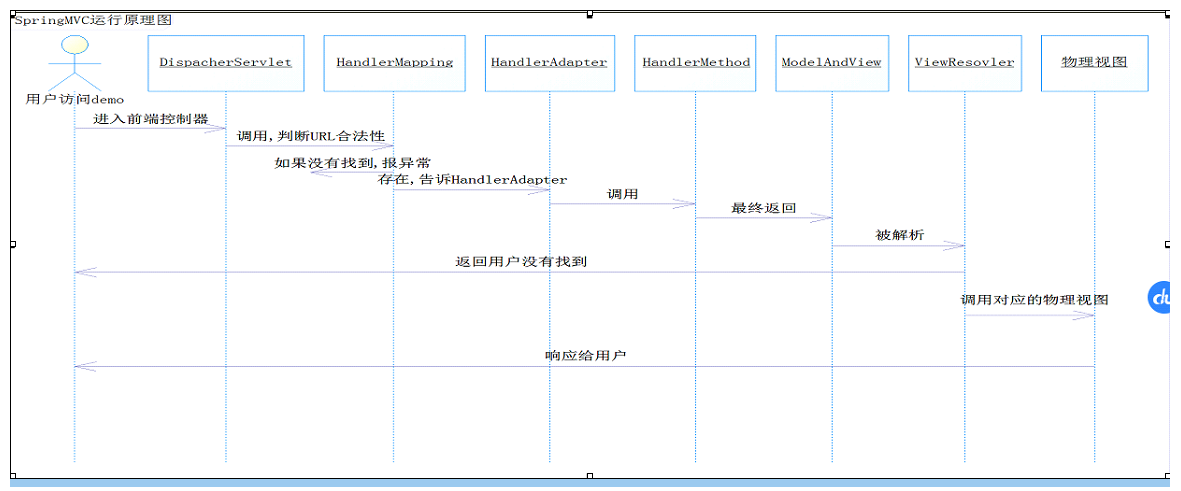 SpringMVC运行原理图
DispacherServlet
HandlerMapping
HandlerAdapter
HandlerMethod
ModelAndView
ViewResovler
物理视图
用户访问demo
进入前端控制器
调用,判断URL合法性
如果没有找到,报异常
存在,告诉HandlerAdapter
调用
最终返回
被解析
返回用户没有找到
调用对应的物理视图
响应给用户
du